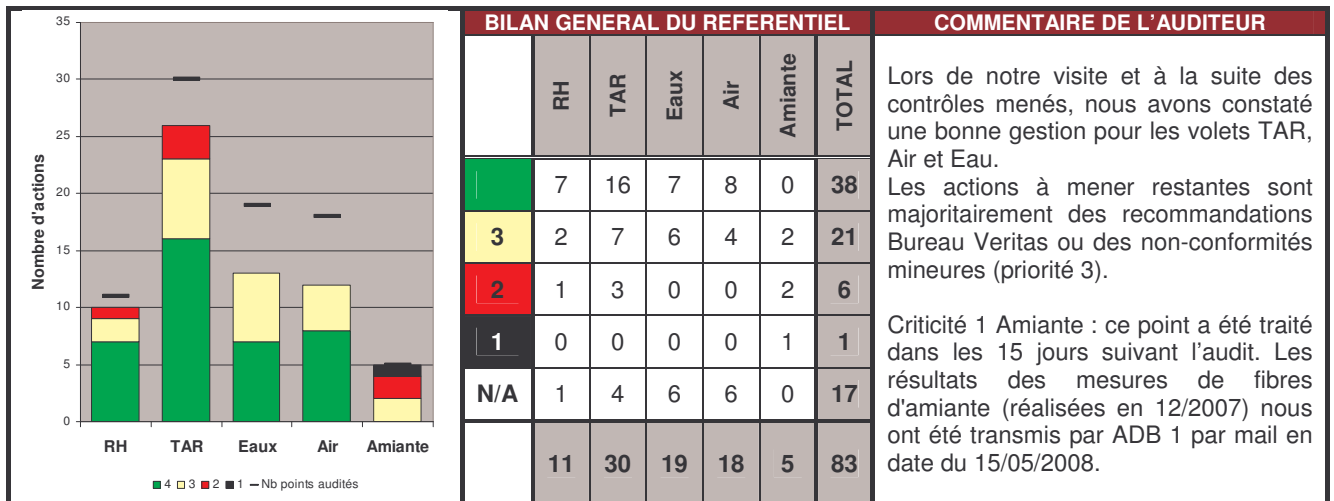 35
30
25
20
15
10
5
0
Nombre d'actions
RH TAR Eaux Air Amiante
4 3 2 1 Nb points audités
BILAN GENERAL DU REFERENTIEL
RH TAR Eaux Air Amiante TOTAL
7 16 7 8 0 38
3 2 7 6 4 2 21
2 1 3 0 0 2 6
1 0 0 0 0 1 1
N/A 1 4 6 6 0 17
11 30 19 18 5 83
COMMENTAIRE DE L'AUDITEUR
Lors de notre visite et à la suite des
contrôles menés, nous avons constaté
une bonne gestion pour les volets TAR,
Air et Eau.
Les actions à mener restantes sont
majoritairement des recommandations
Bureau Veritas ou des non-conformités
mineures (priorité 3).
Criticité 1 Amiante : ce point a été traité
dans les 15 jours suivant l'audit. Les
résultats des mesures de fibres
d'amiante (réalisées en 12/2007) nous
ont été transmis par ADB 1 par mail en
date du 15/05/2008.